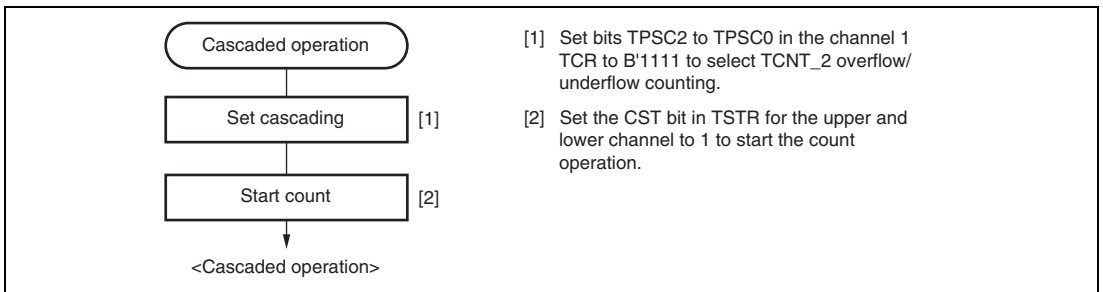 Cascaded operation
Set cascading
[1]
Start count
[2]
<Cascaded operation>
[1] Set bits TPSC2 to TPSC0 in the channel 1
TCR to B'1111 to select TCNT_2 overflow/
underflow counting.
[2] Set the CST bit in TSTR for the upper and
lower channel to 1 to start the count
operation.